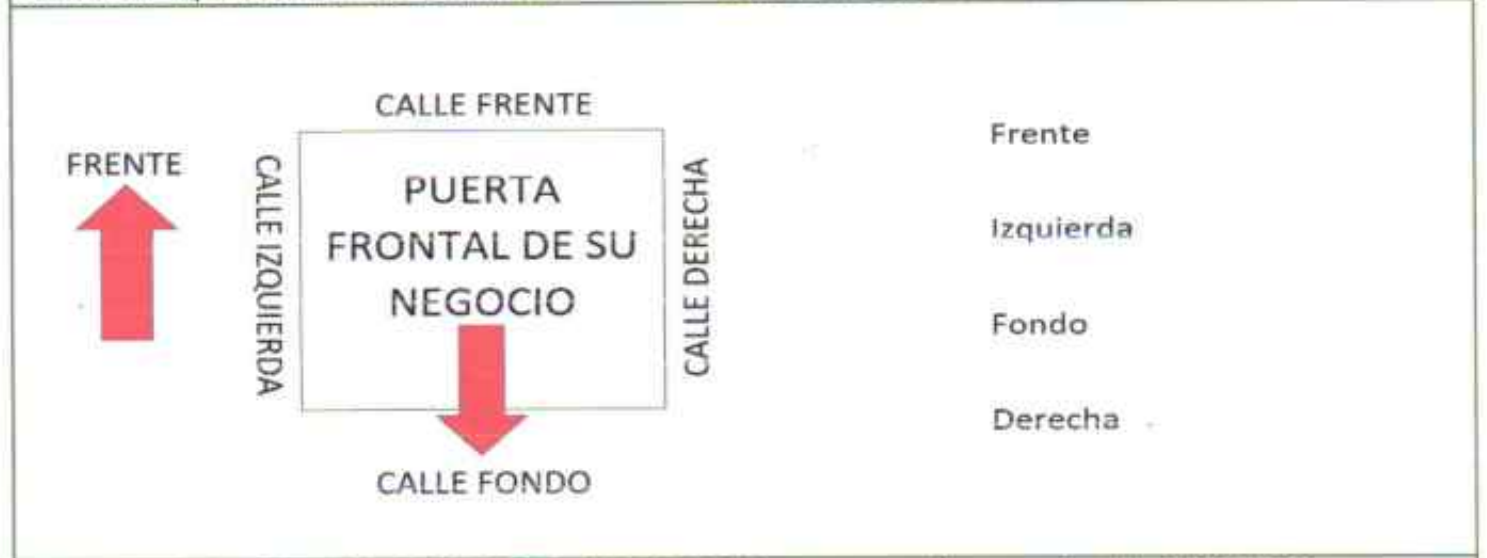 CALLE FRENTE
FRENTE
CALLE IZQUIERDA
PUERTA
FRONTAL DE SU
NEGOCIO
CALLE DERECHA
CALLE FONDO
Frente
Izquierda
Fondo
Derecha